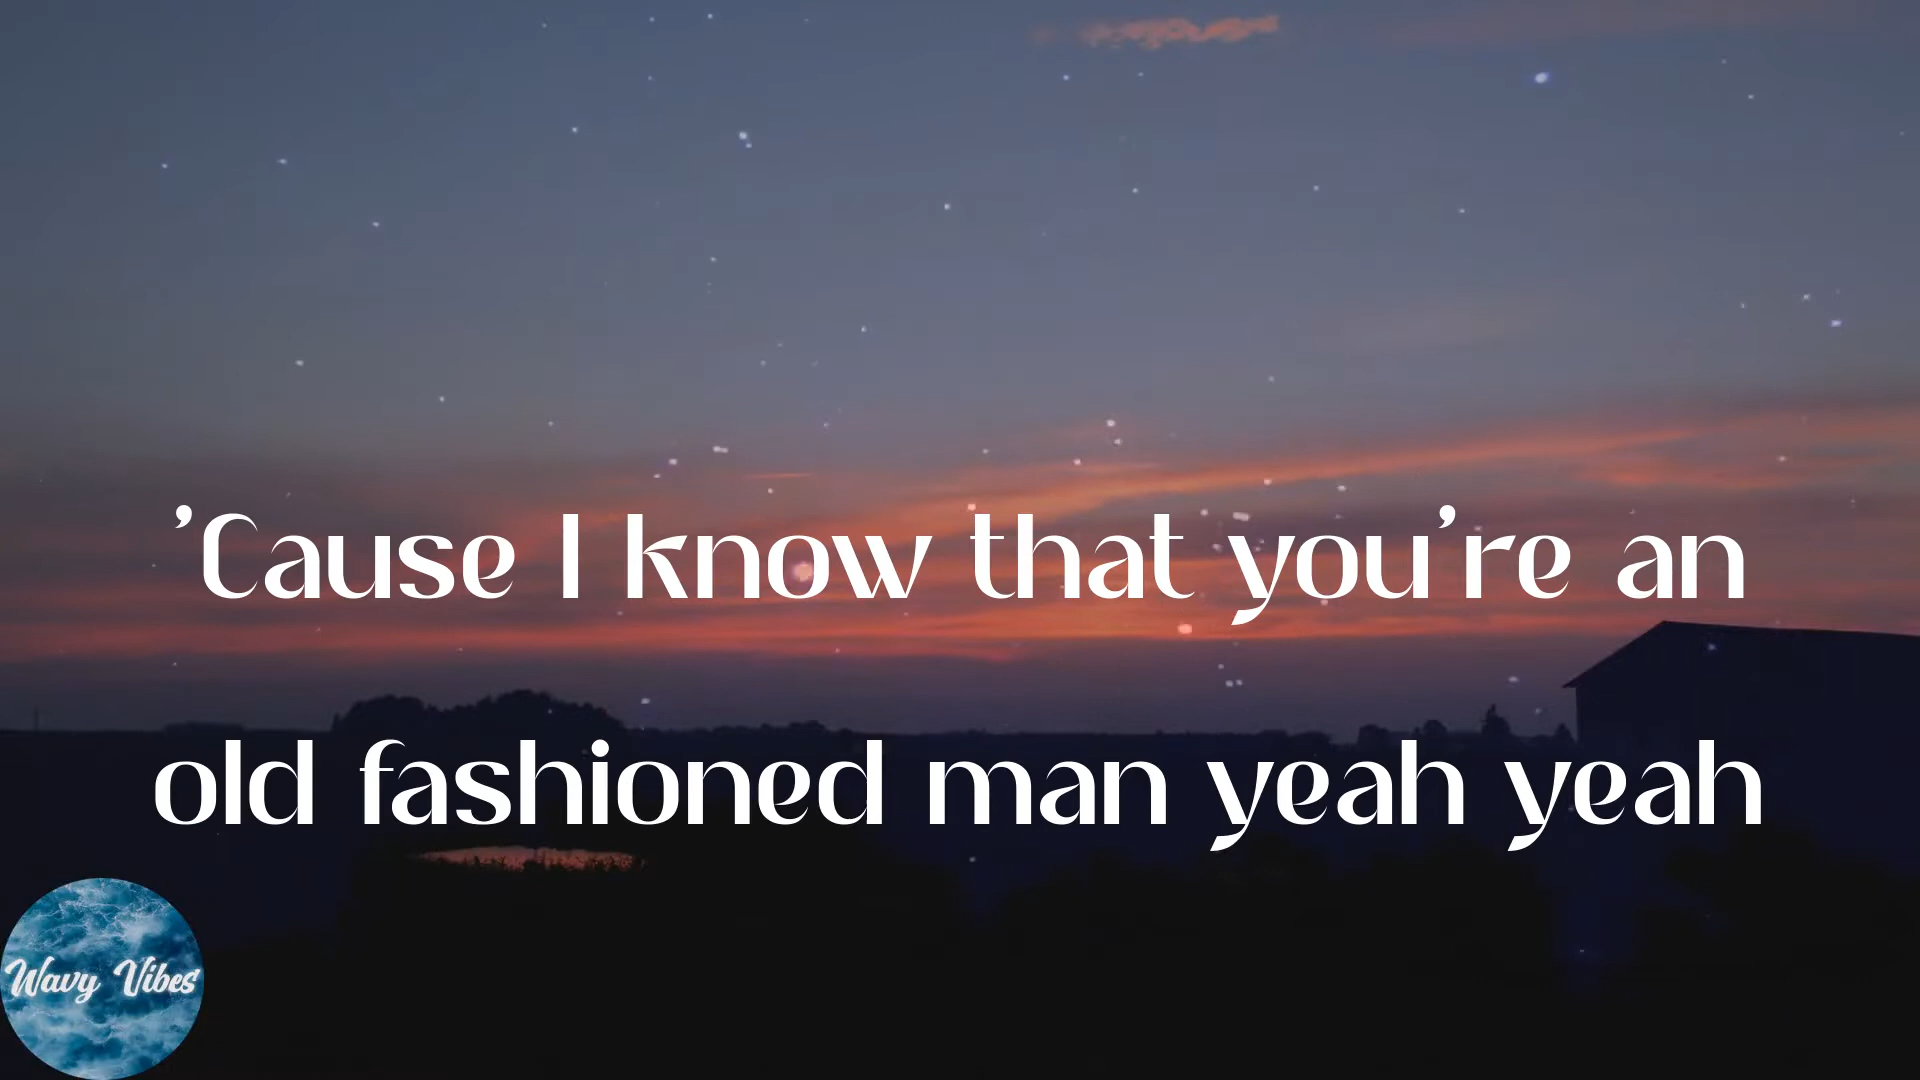 'Cause I know that you're an
old fashioned man yeah yeah
Wavy Vibes